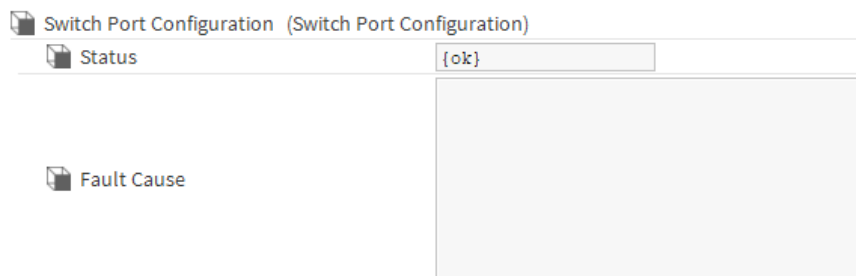 Switch Port Configuration (Switch Port Configuration)
Status {ok}
Fault Cause